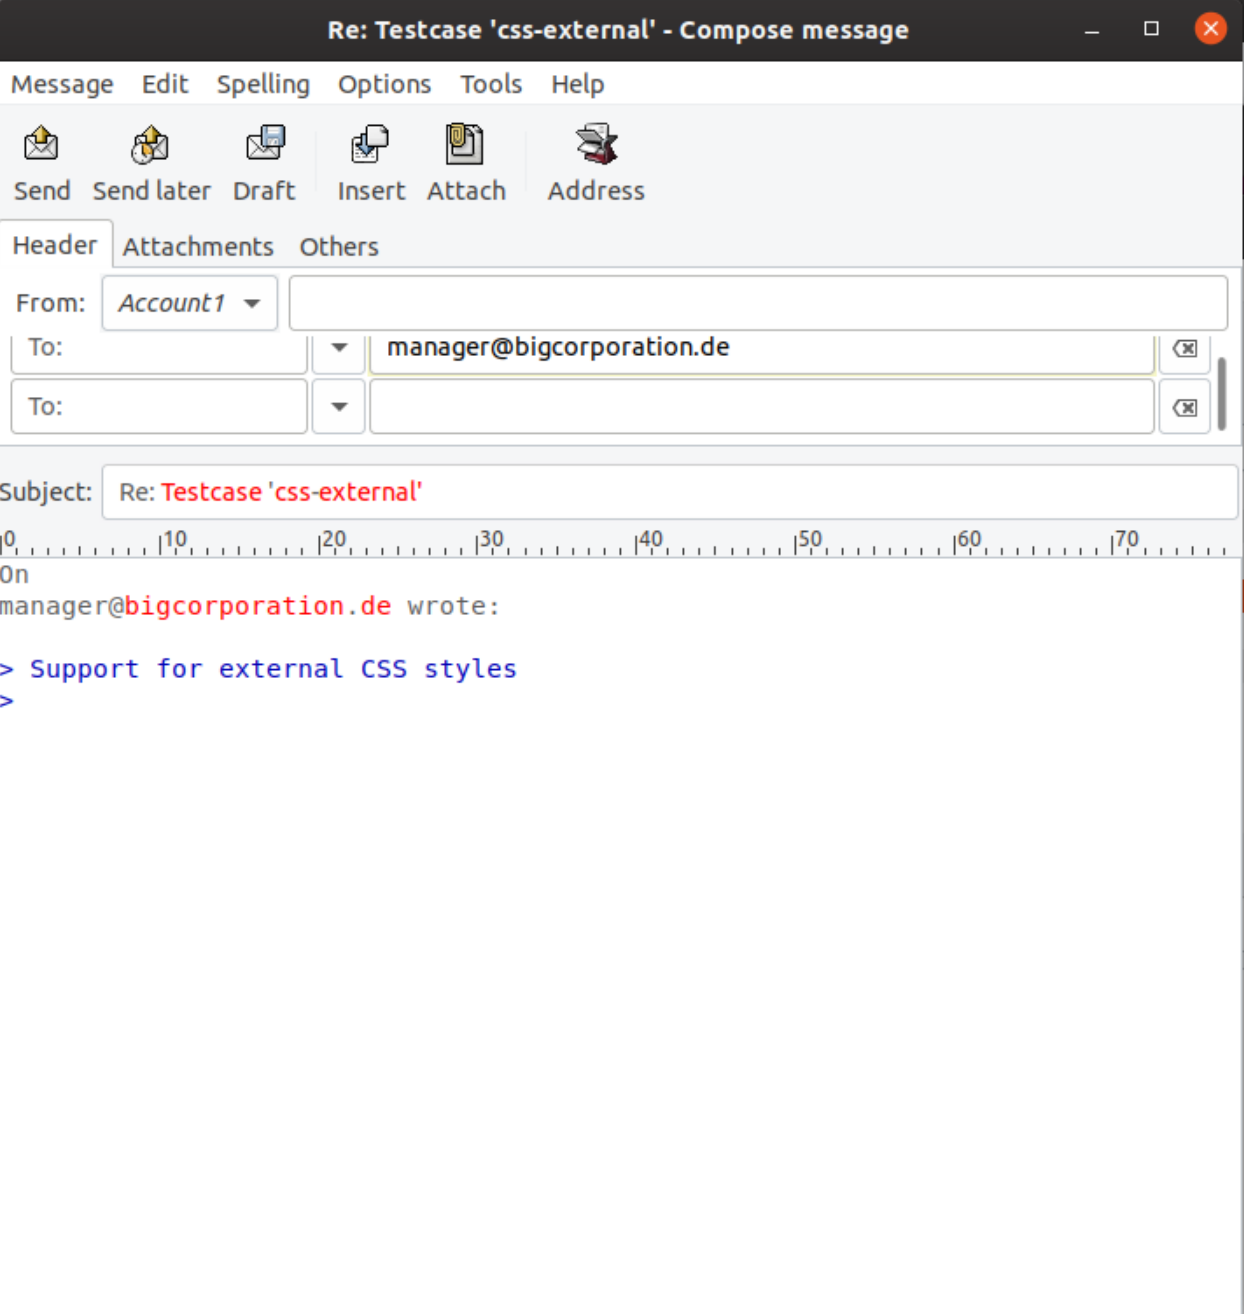 Re: Testcase 'css-external' - Compose message
Message Edit Spelling Options Tools Help
Send Send later Draft Insert Attach Address
Header Attachments Others
From: Account1
To: manager@bigcorporation.de
To:
Subject: Re: Testcase 'css-external'
0 10 20 30 40 50 60 70
On
manager@bigcorporation.de wrote:
> Support for external CSS styles
>